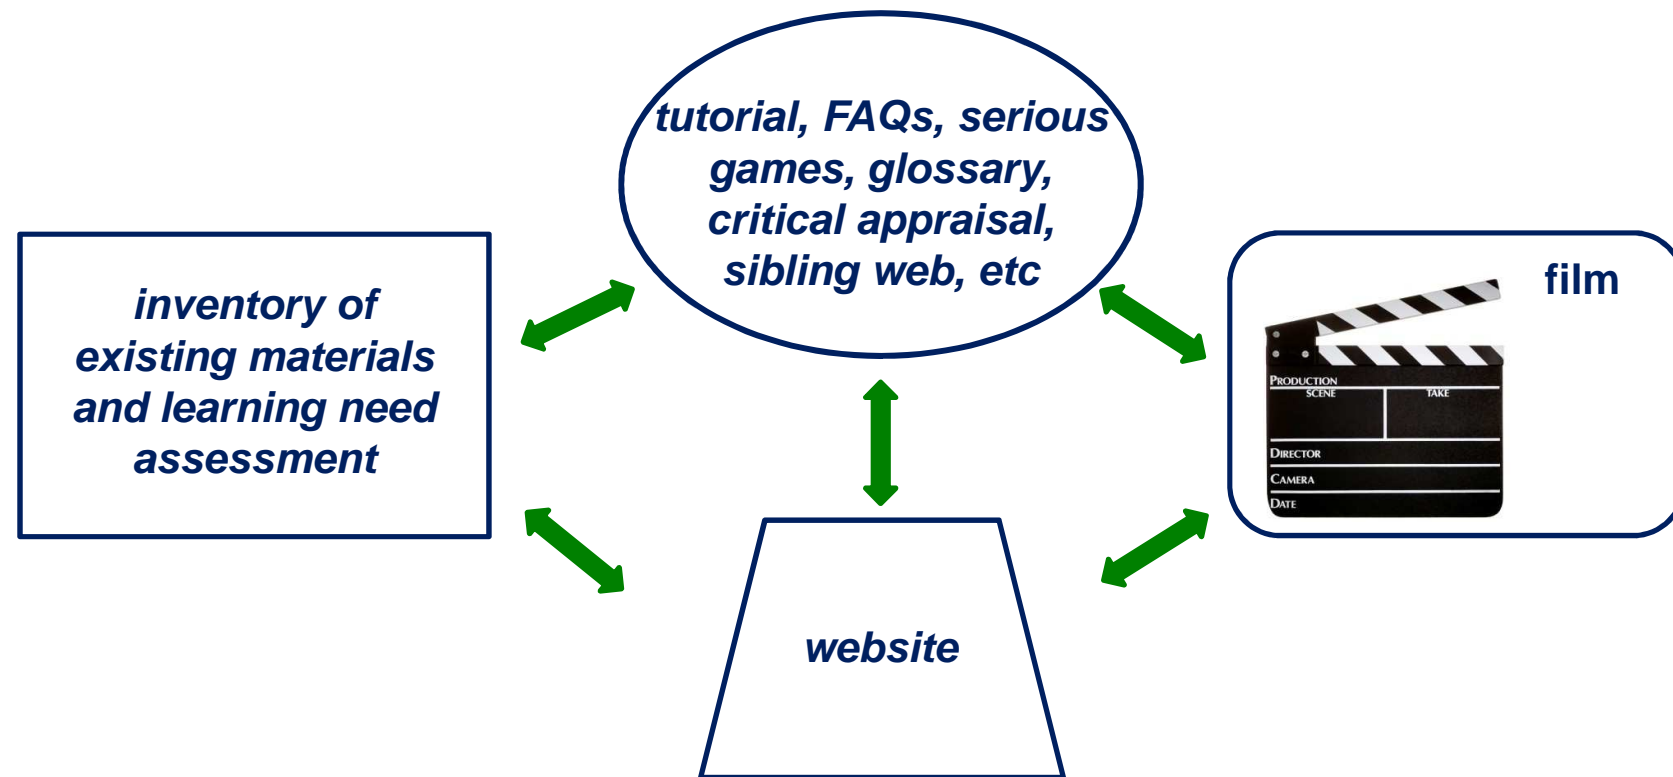 tutorial, FAQs, serious
games, glossary,
critical appraisal,
sibling web, etc
inventory of
existing materials
and learning need
assessment
film
PRODUCTION
SCENE TAKE
DIRECTOR
CAMERA
DATE
website